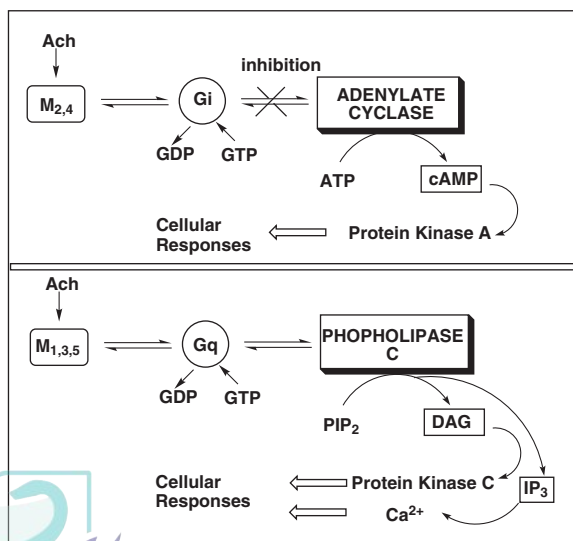 Ach
inhibition
M2,4
Gi
ADENYLATE
CYCLASE
GDP
GTP
ATP
cAMP
Cellular
Responses
Protein Kinase A
Ach
M1,3,5
Gq
PHOPHOLIPASE
C
GDP
GTP
PIP2
DAG
Cellular
Responses
Protein Kinase C
IP3
Ca2+